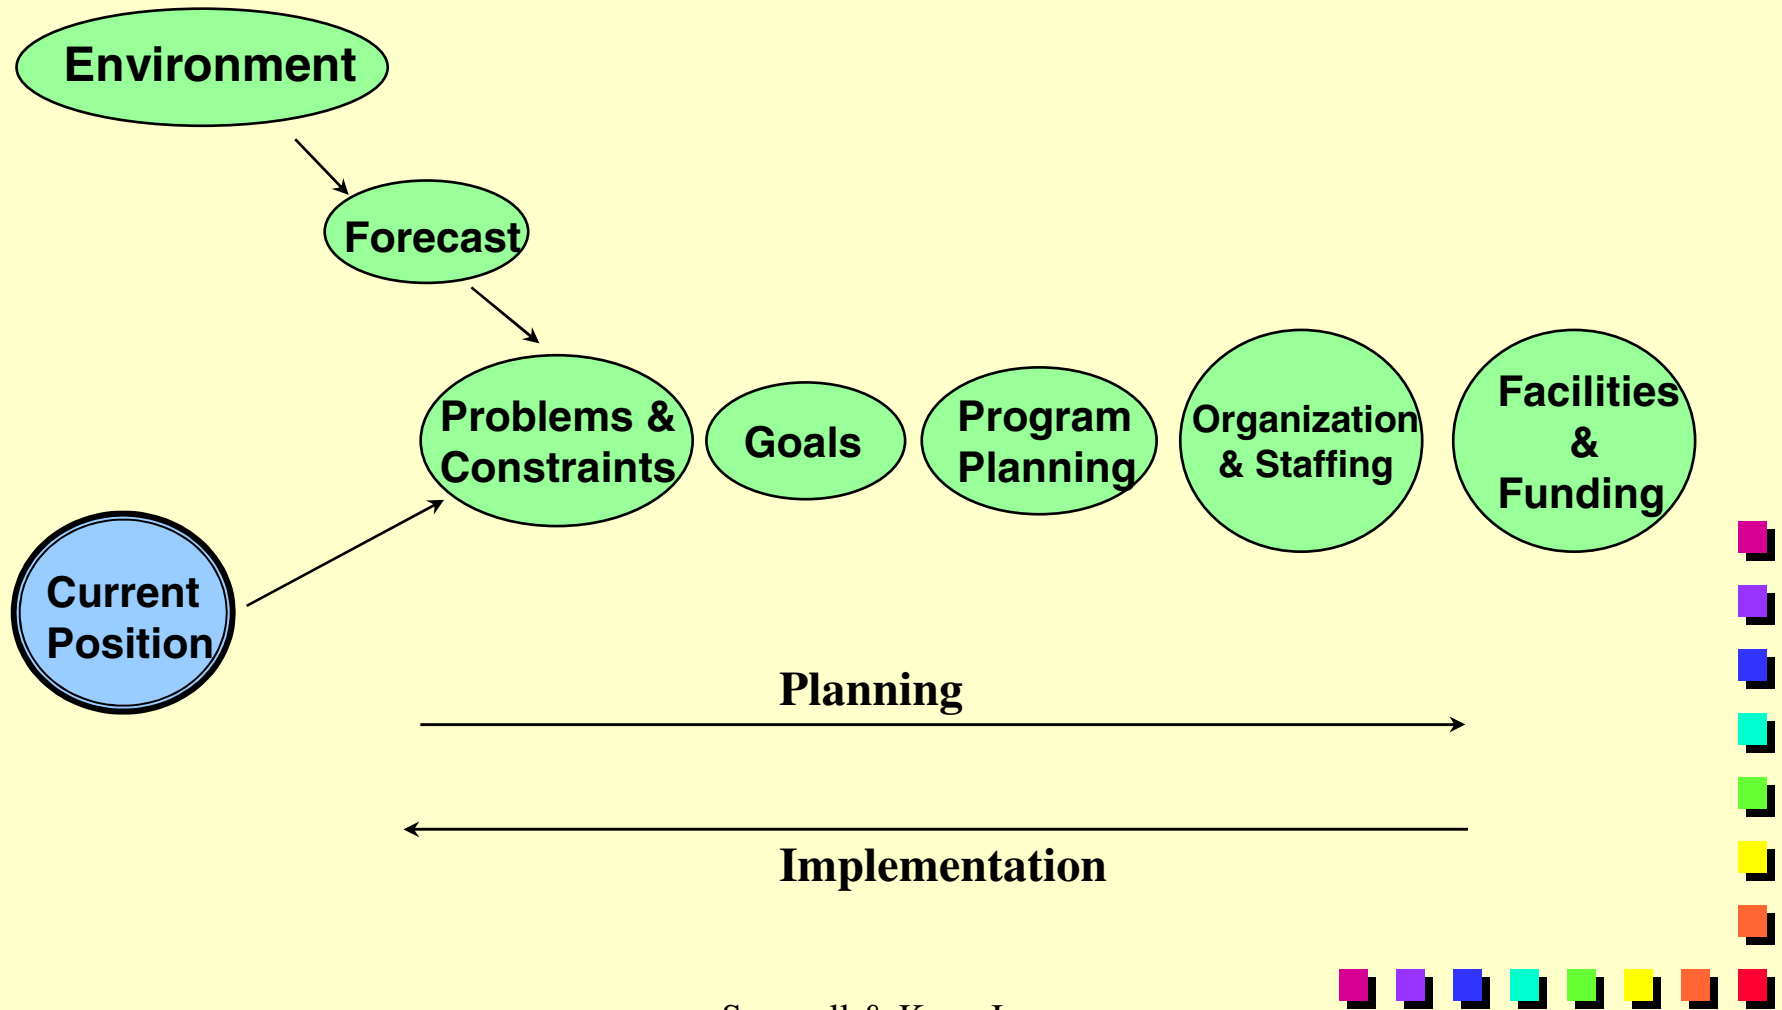 Environment
Forecast
Problems &
Constraints
Goals
Program
Planning
Organization
& Staffing
Facilities
&
Funding
Current
Position
Planning
Implementation